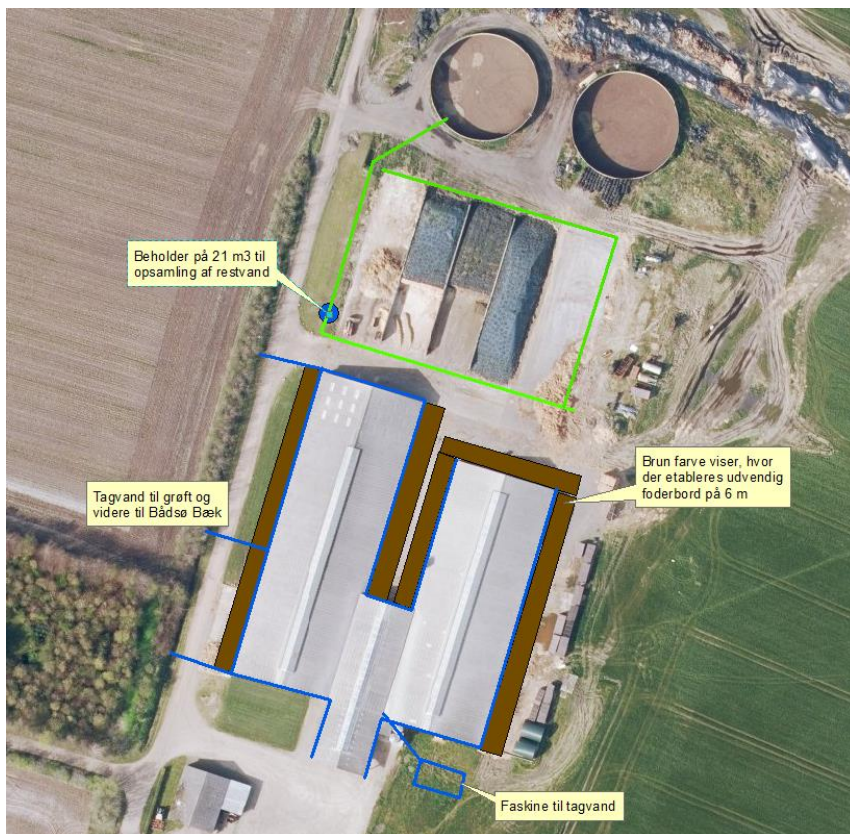 Beholder på 21 m3 til
opsamling af restvand
Brun farve viser, hvor
der etableres udvendig
foderbord på 6 m
Tagvand til grøft og
videre til Bådsø Bæk
Faskine til tagvand